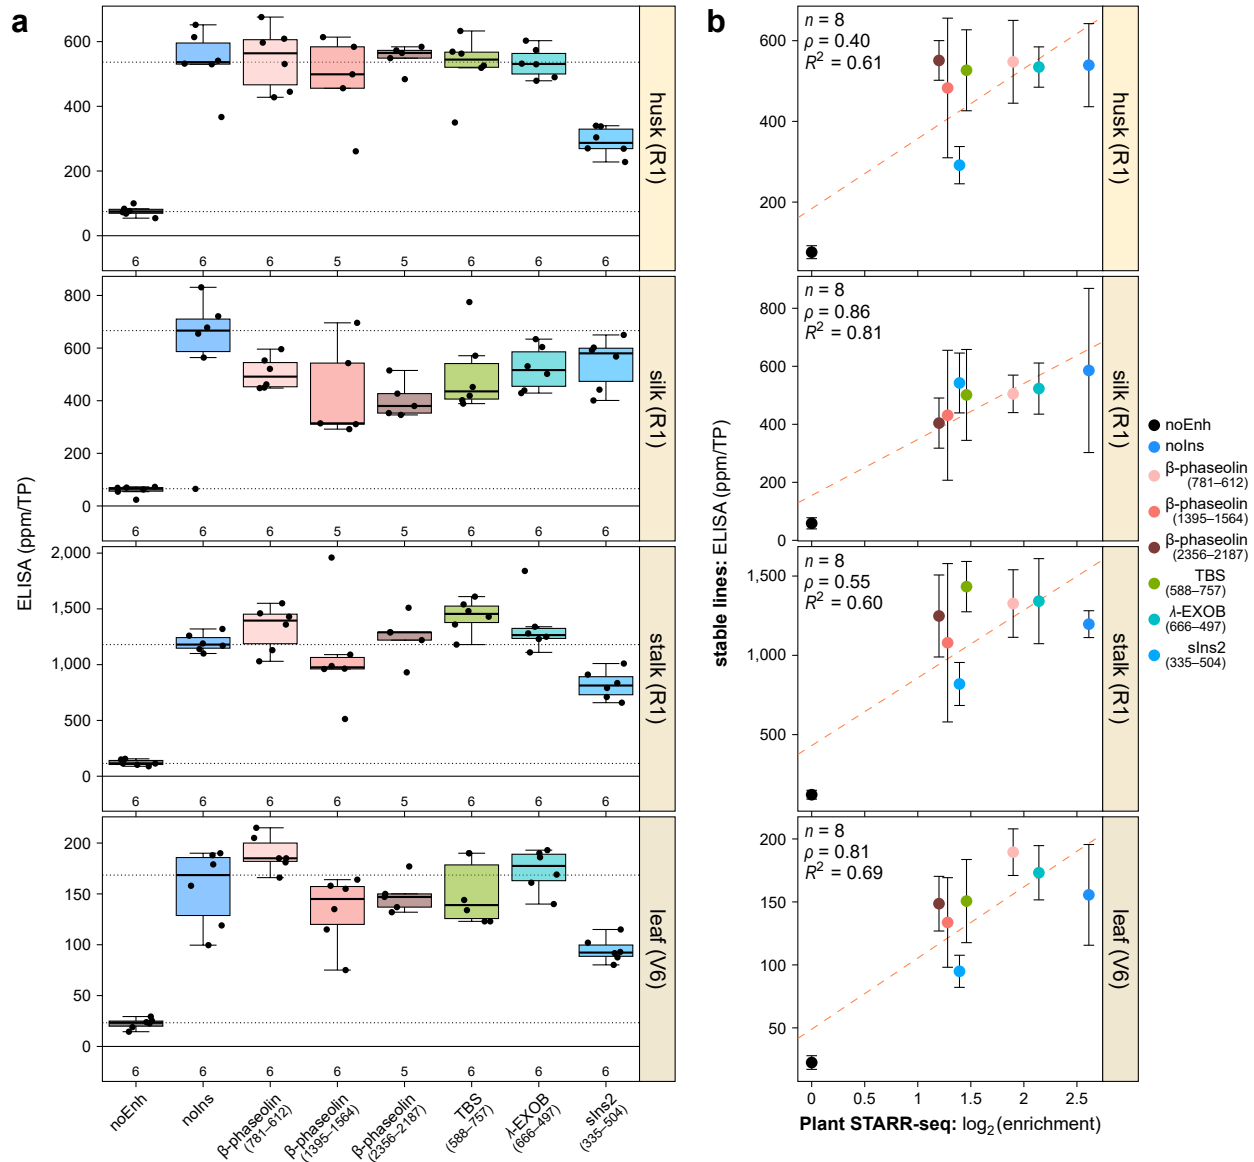 a
ELISA (ppm/TP)
600
400
200
0
6 6 6 5 5 6 6 6
husk (R1)
800
600
400
200
0
6 6 6 5 5 6 6 6
silk (R1)
2,000
1,500
1,000
500
0
6 6 6 6 5 6 6 6
stalk (R1)
200
150
100
50
0
6 6 6 6 5 6 6 6
leaf (V6)
noEnh
noIns
β-phaseolin
(781–612)
β-phaseolin
(1395–1564)
β-phaseolin
(2356–2187)
TBS
(588–757)
λ-EXOB
(666–497)
sIns2
(335–504)
b
stable lines: ELISA (ppm/TP)
n = 8
ρ = 0.40
R² = 0.61
600
400
200
husk (R1)
n = 8
ρ = 0.86
R² = 0.81
800
600
400
200
0
silk (R1)
n = 8
ρ = 0.55
R² = 0.60
1,500
1,000
500
stalk (R1)
n = 8
ρ = 0.81
R² = 0.69
200
150
100
50
leaf (V6)
0 0.5 1 1.5 2 2.5
Plant STARR-seq: log₂(enrichment)
noEnh
noIns
β-phaseolin
(781–612)
β-phaseolin
(1395–1564)
β-phaseolin
(2356–2187)
TBS
(588–757)
λ-EXOB
(666–497)
sIns2
(335–504)